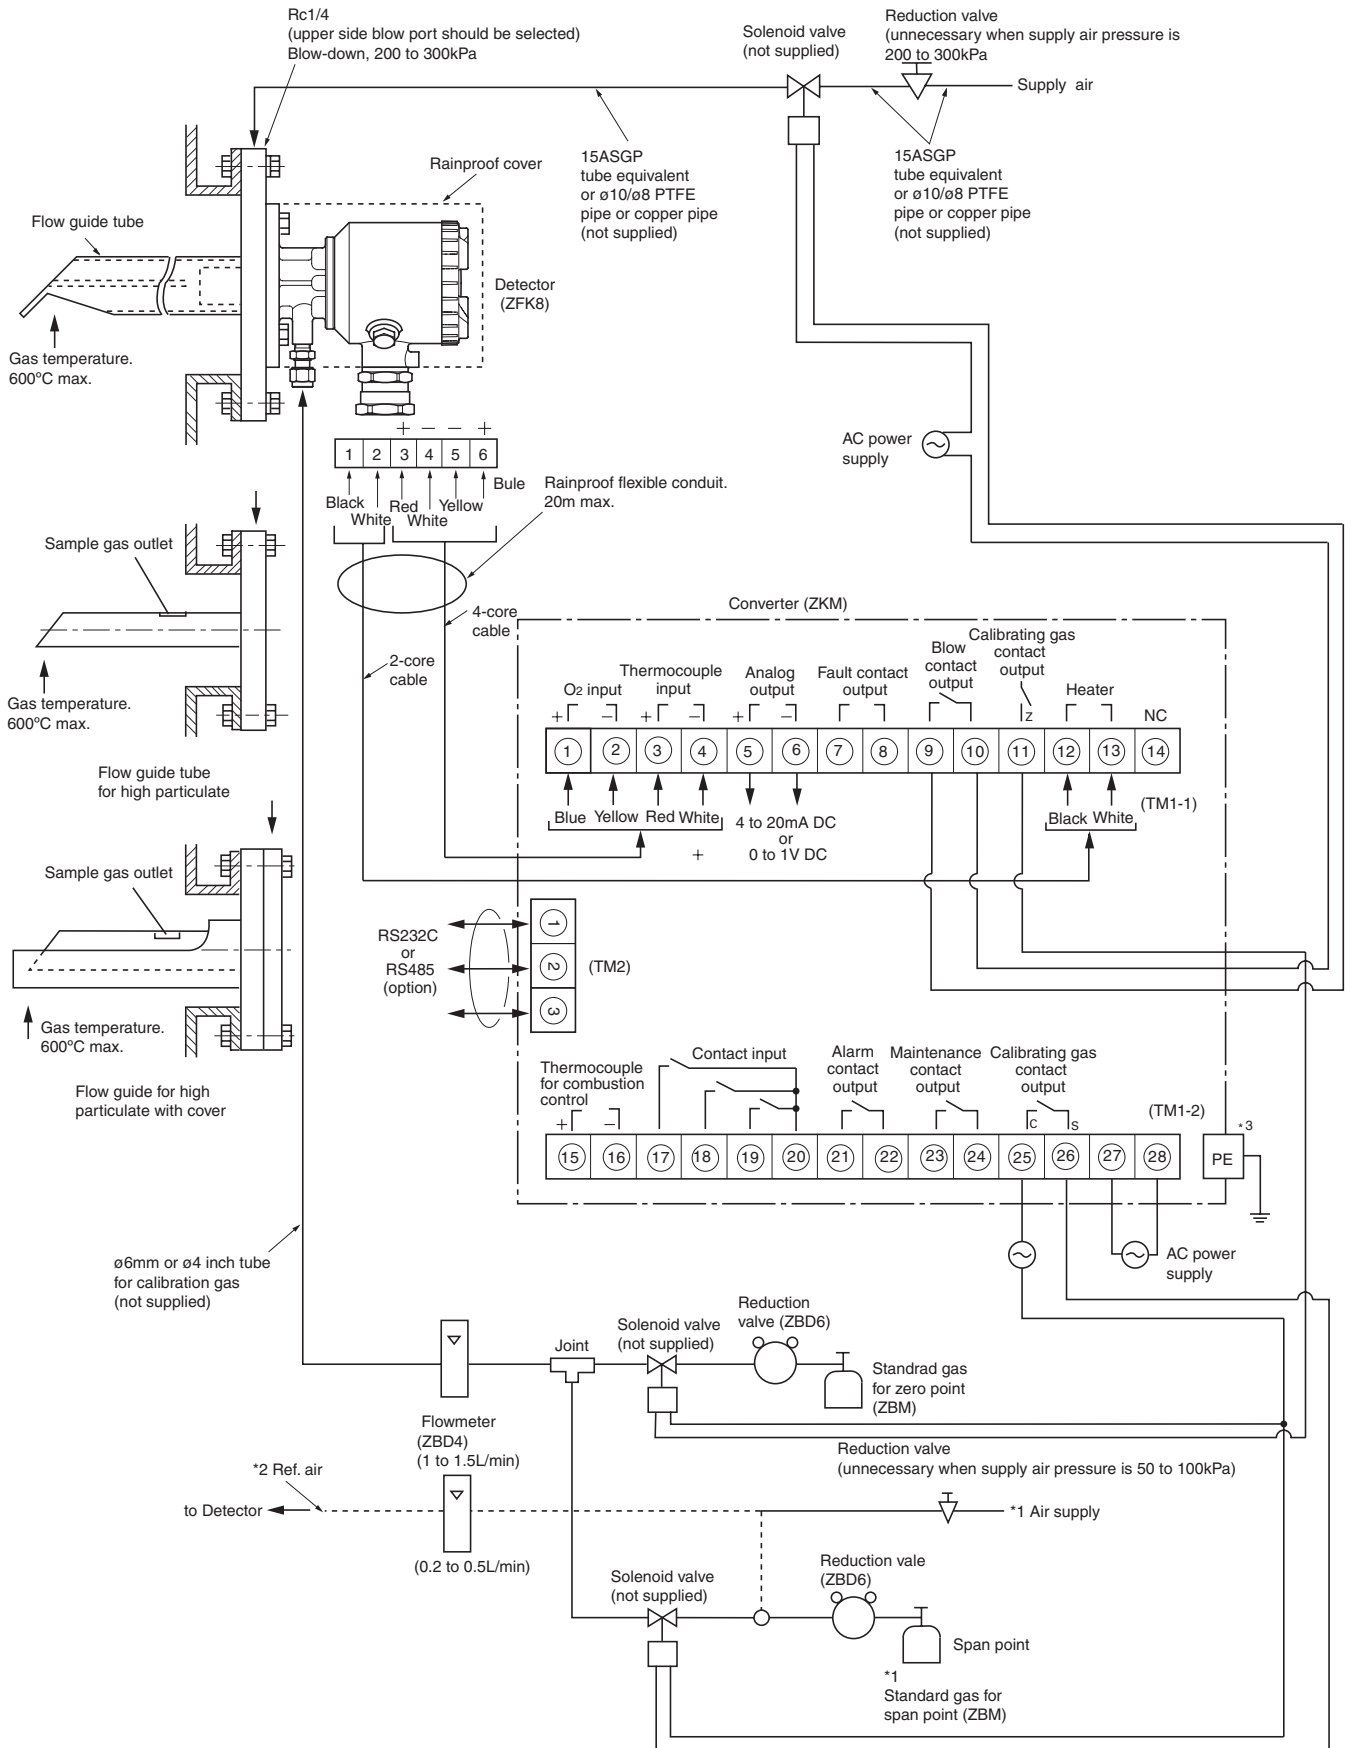 Rc1/4
(upper side blow port should be selected)
Blow-down, 200 to 300kPa
Solenoid valve
(not supplied)
Reduction valve
(unnecessary when supply air pressure is
200 to 300kPa
Supply air
Rainproof cover
15ASGP
tube equivalent
or ø10/ø8 PTFE
pipe or copper pipe
(not supplied)
15ASGP
tube equivalent
or ø10/ø8 PTFE
pipe or copper pipe
(not supplied)
Flow guide tube
Detector
(ZFK8)
Gas temperature.
600°C max.
AC power
supply
+ − − +
1 2 3 4 5 6
Bule
Black
White
Red
White
Yellow
Rainproof flexible conduit.
20m max.
Sample gas outlet
4-core
cable
2-core
cable
Gas temperature.
600°C max.
Flow guide tube
for high particulate
Converter (ZKM)
O2 input
Thermocouple
input
Analog
output
Fault contact
output
Blow
contact
output
Calibrating gas
contact
output
Heater
+ − + − + − Z NC
1 2 3 4 5 6 7 8 9 10 11 12 13 14
(TM1-1)
Blue Yellow Red White
4 to 20mA DC
or
0 to 1V DC
+
Black White
Sample gas outlet
RS232C
or
RS485
(option)
1
2
3
(TM2)
Gas temperature.
600°C max.
Flow guide for high
particulate with cover
Thermocouple
for combustion
control
Contact input
Alarm
contact
output
Maintenance
contact
output
Calibrating gas
contact
output
(TM1-2)
+ − C S
15 16 17 18 19 20 21 22 23 24 25 26 27 28
PE
*3
AC power
supply
ø6mm or ø4 inch tube
for calibration gas
(not supplied)
Joint
Solenoid valve
(not supplied)
Reduction
valve (ZBD6)
Standrad gas
for zero point
(ZBM)
Flowmeter
(ZBD4)
(1 to 1.5L/min)
Reduction valve
(unnecessary when supply air pressure is 50 to 100kPa)
*2 Ref. air
to Detector
*1 Air supply
(0.2 to 0.5L/min)
Solenoid valve
(not supplied)
Reduction vale
(ZBD6)
Span point
*1
Standard gas for
span point (ZBM)